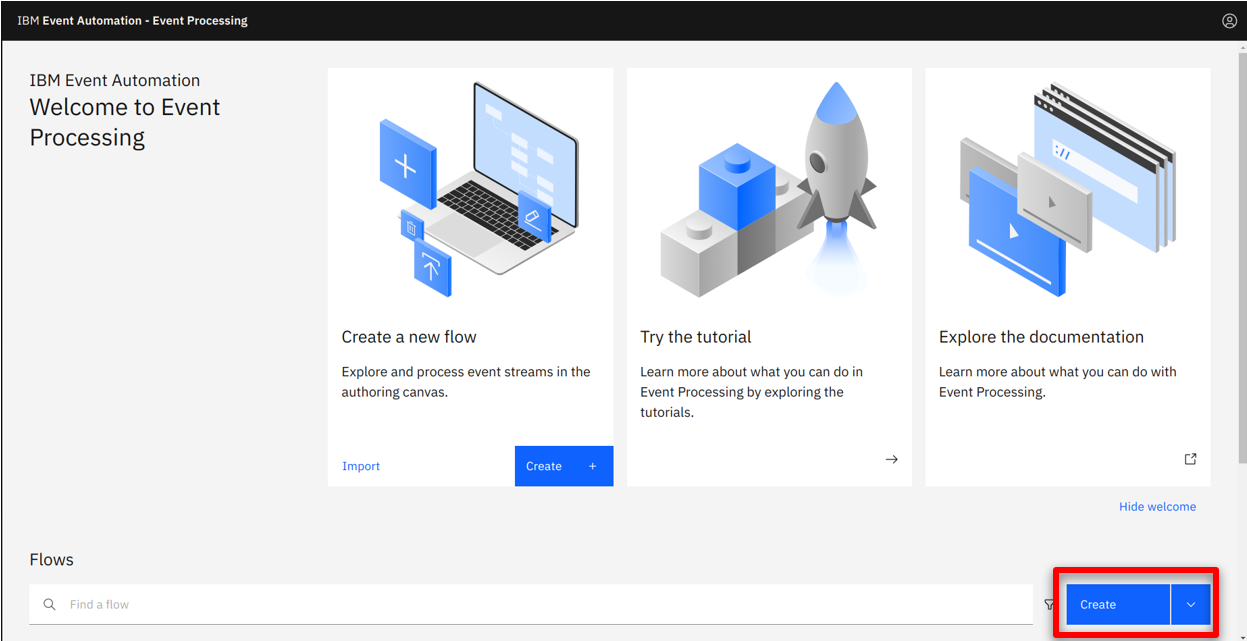 IBM Event Automation - Event Processing
IBM Event Automation
Welcome to Event
Processing
Create a new flow
Explore and process event streams in the
authoring canvas.
Import
Create +
Try the tutorial
Learn more about what you can do in
Event Processing by exploring the
tutorials.
://
Explore the documentation
Learn more about what you can do with
Event Processing.
Hide welcome
Flows
Find a flow
Create